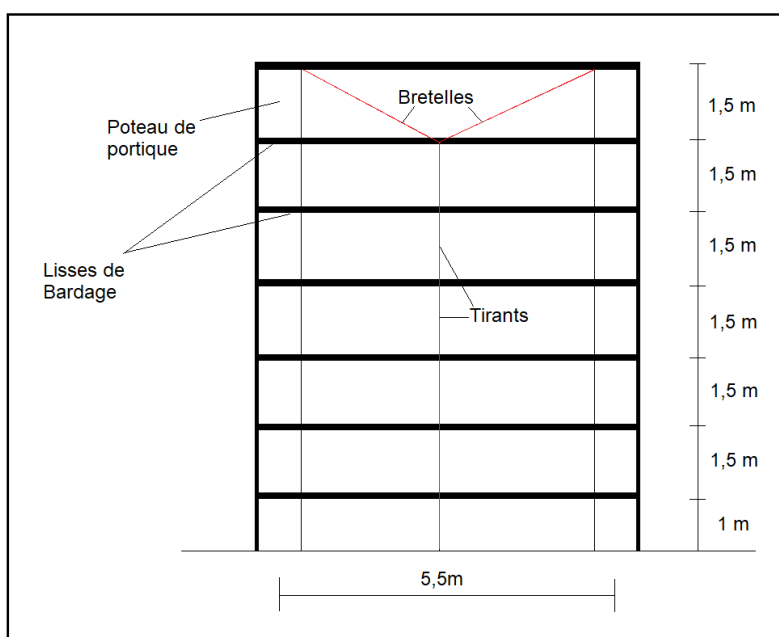 Bretelles
1,5 m
Poteau de
portique
1,5 m
1,5 m
Lisses de
Bardage
Tirants
1,5 m
1,5 m
1,5 m
1 m
5,5m